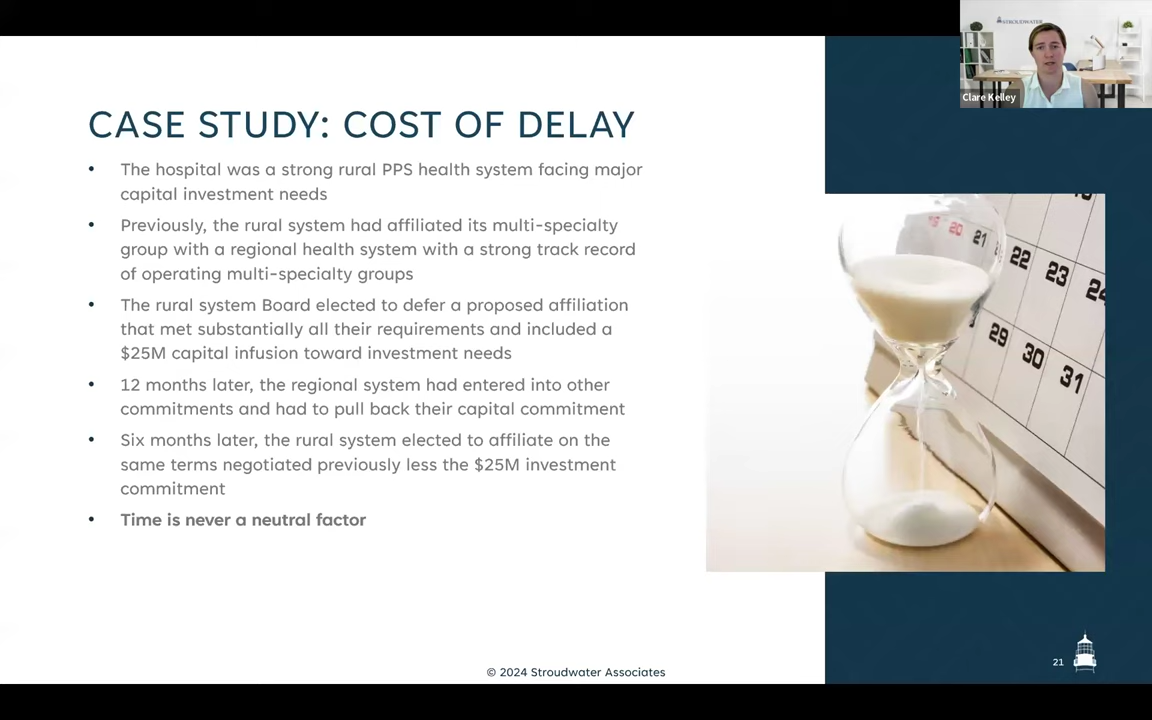 STROUDWATER
Clare Kelley
CASE STUDY: COST OF DELAY
• The hospital was a strong rural PPS health system facing major
capital investment needs
• Previously, the rural system had affiliated its multi-specialty
group with a regional health system with a strong track record
of operating multi-specialty groups
• The rural system Board elected to defer a proposed affiliation
that met substantially all their requirements and included a
$25M capital infusion toward investment needs
• 12 months later, the regional system had entered into other
commitments and had to pull back their capital commitment
• Six months later, the rural system elected to affiliate on the
same terms negotiated previously less the $25M investment
commitment
• Time is never a neutral factor
20 21 22 23
29 30 31
21
© 2024 Stroudwater Associates